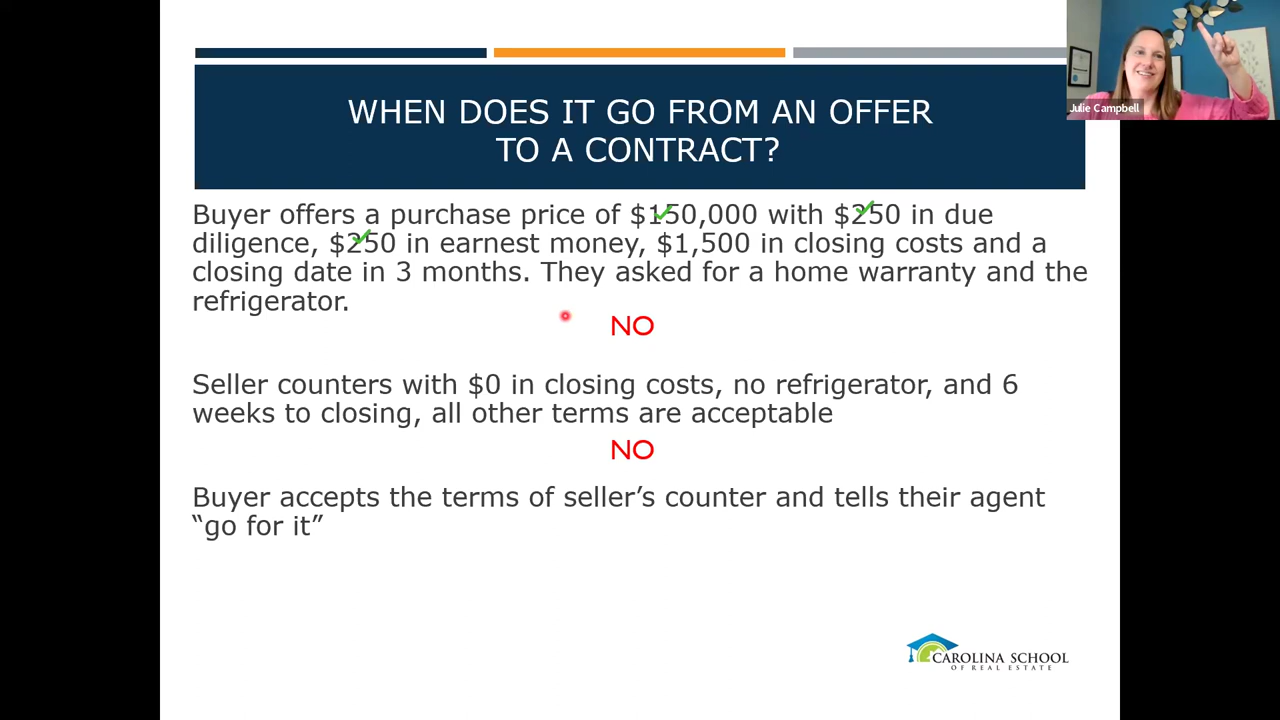 Julie Campbell
WHEN DOES IT GO FROM AN OFFER
TO A CONTRACT?
Buyer offers a purchase price of $150,000 with $250 in due
diligence, $250 in earnest money, $1,500 in closing costs and a
closing date in 3 months. They asked for a home warranty and the
refrigerator.
NO
Seller counters with $0 in closing costs, no refrigerator, and 6
weeks to closing, all other terms are acceptable
NO
Buyer accepts the terms of seller’s counter and tells their agent
“go for it”
CAROLINA SCHOOL
OF REAL ESTATE